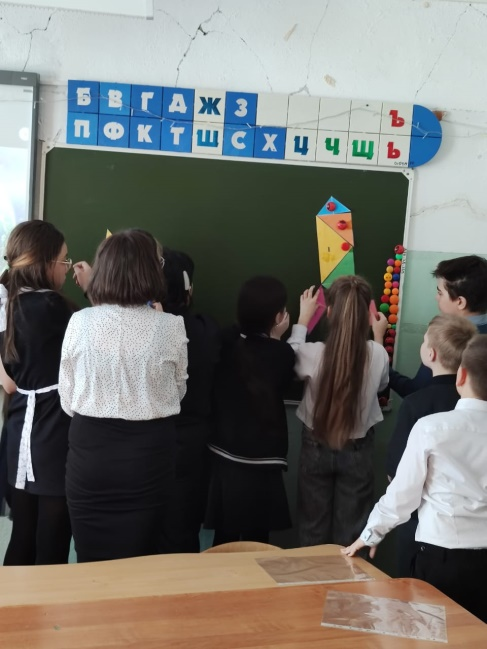 Б В Г Д Ж З Ъ
П Ф К Т Ш С Х Ц Ч Щ Ь